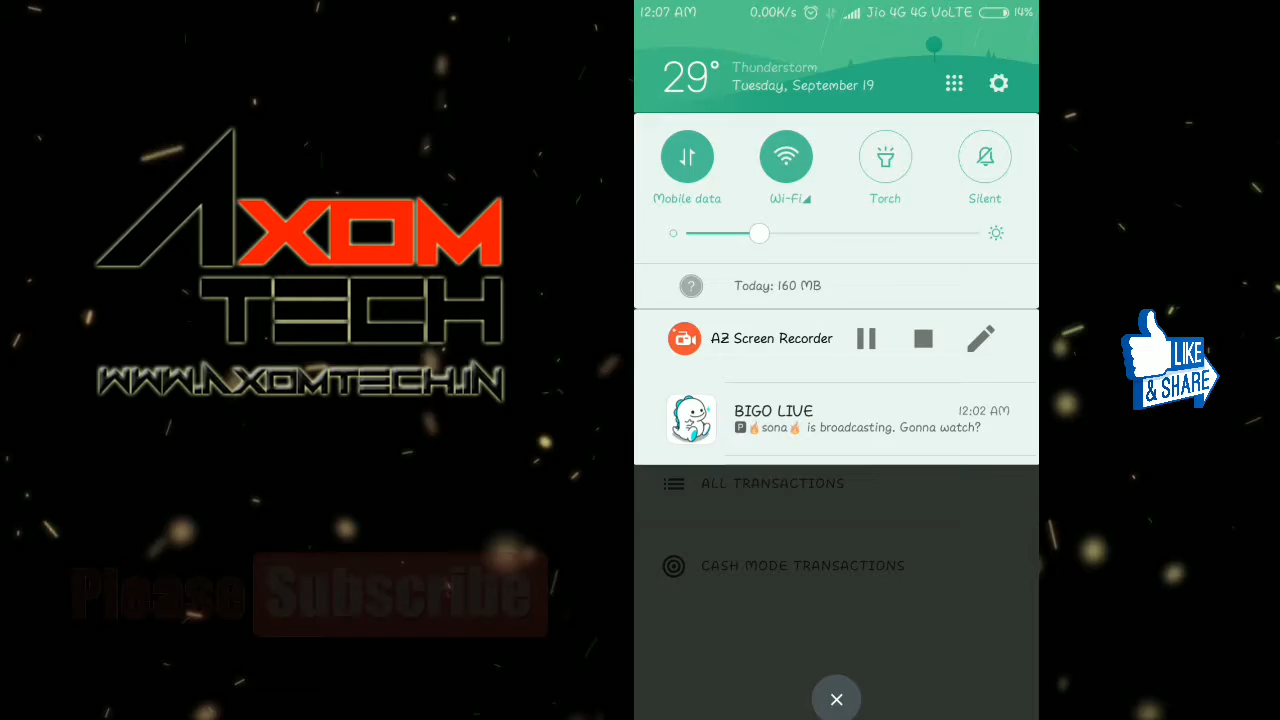 AXOM
TECH
WWW.AXOMTECH.IN
Please Subscribe
12:07 AM 0.00K/s Jio 4G 4G VoLTE 14%
29° Thunderstorm
Tuesday, September 19
Mobile data Wi-Fi Torch Silent
? Today: 160 MB
AZ Screen Recorder
BIGO LIVE 12:02 AM
🅿🔥sona🔥 is broadcasting. Gonna watch?
ALL TRANSACTIONS
CASH MODE TRANSACTIONS
LIKE
& SHARE